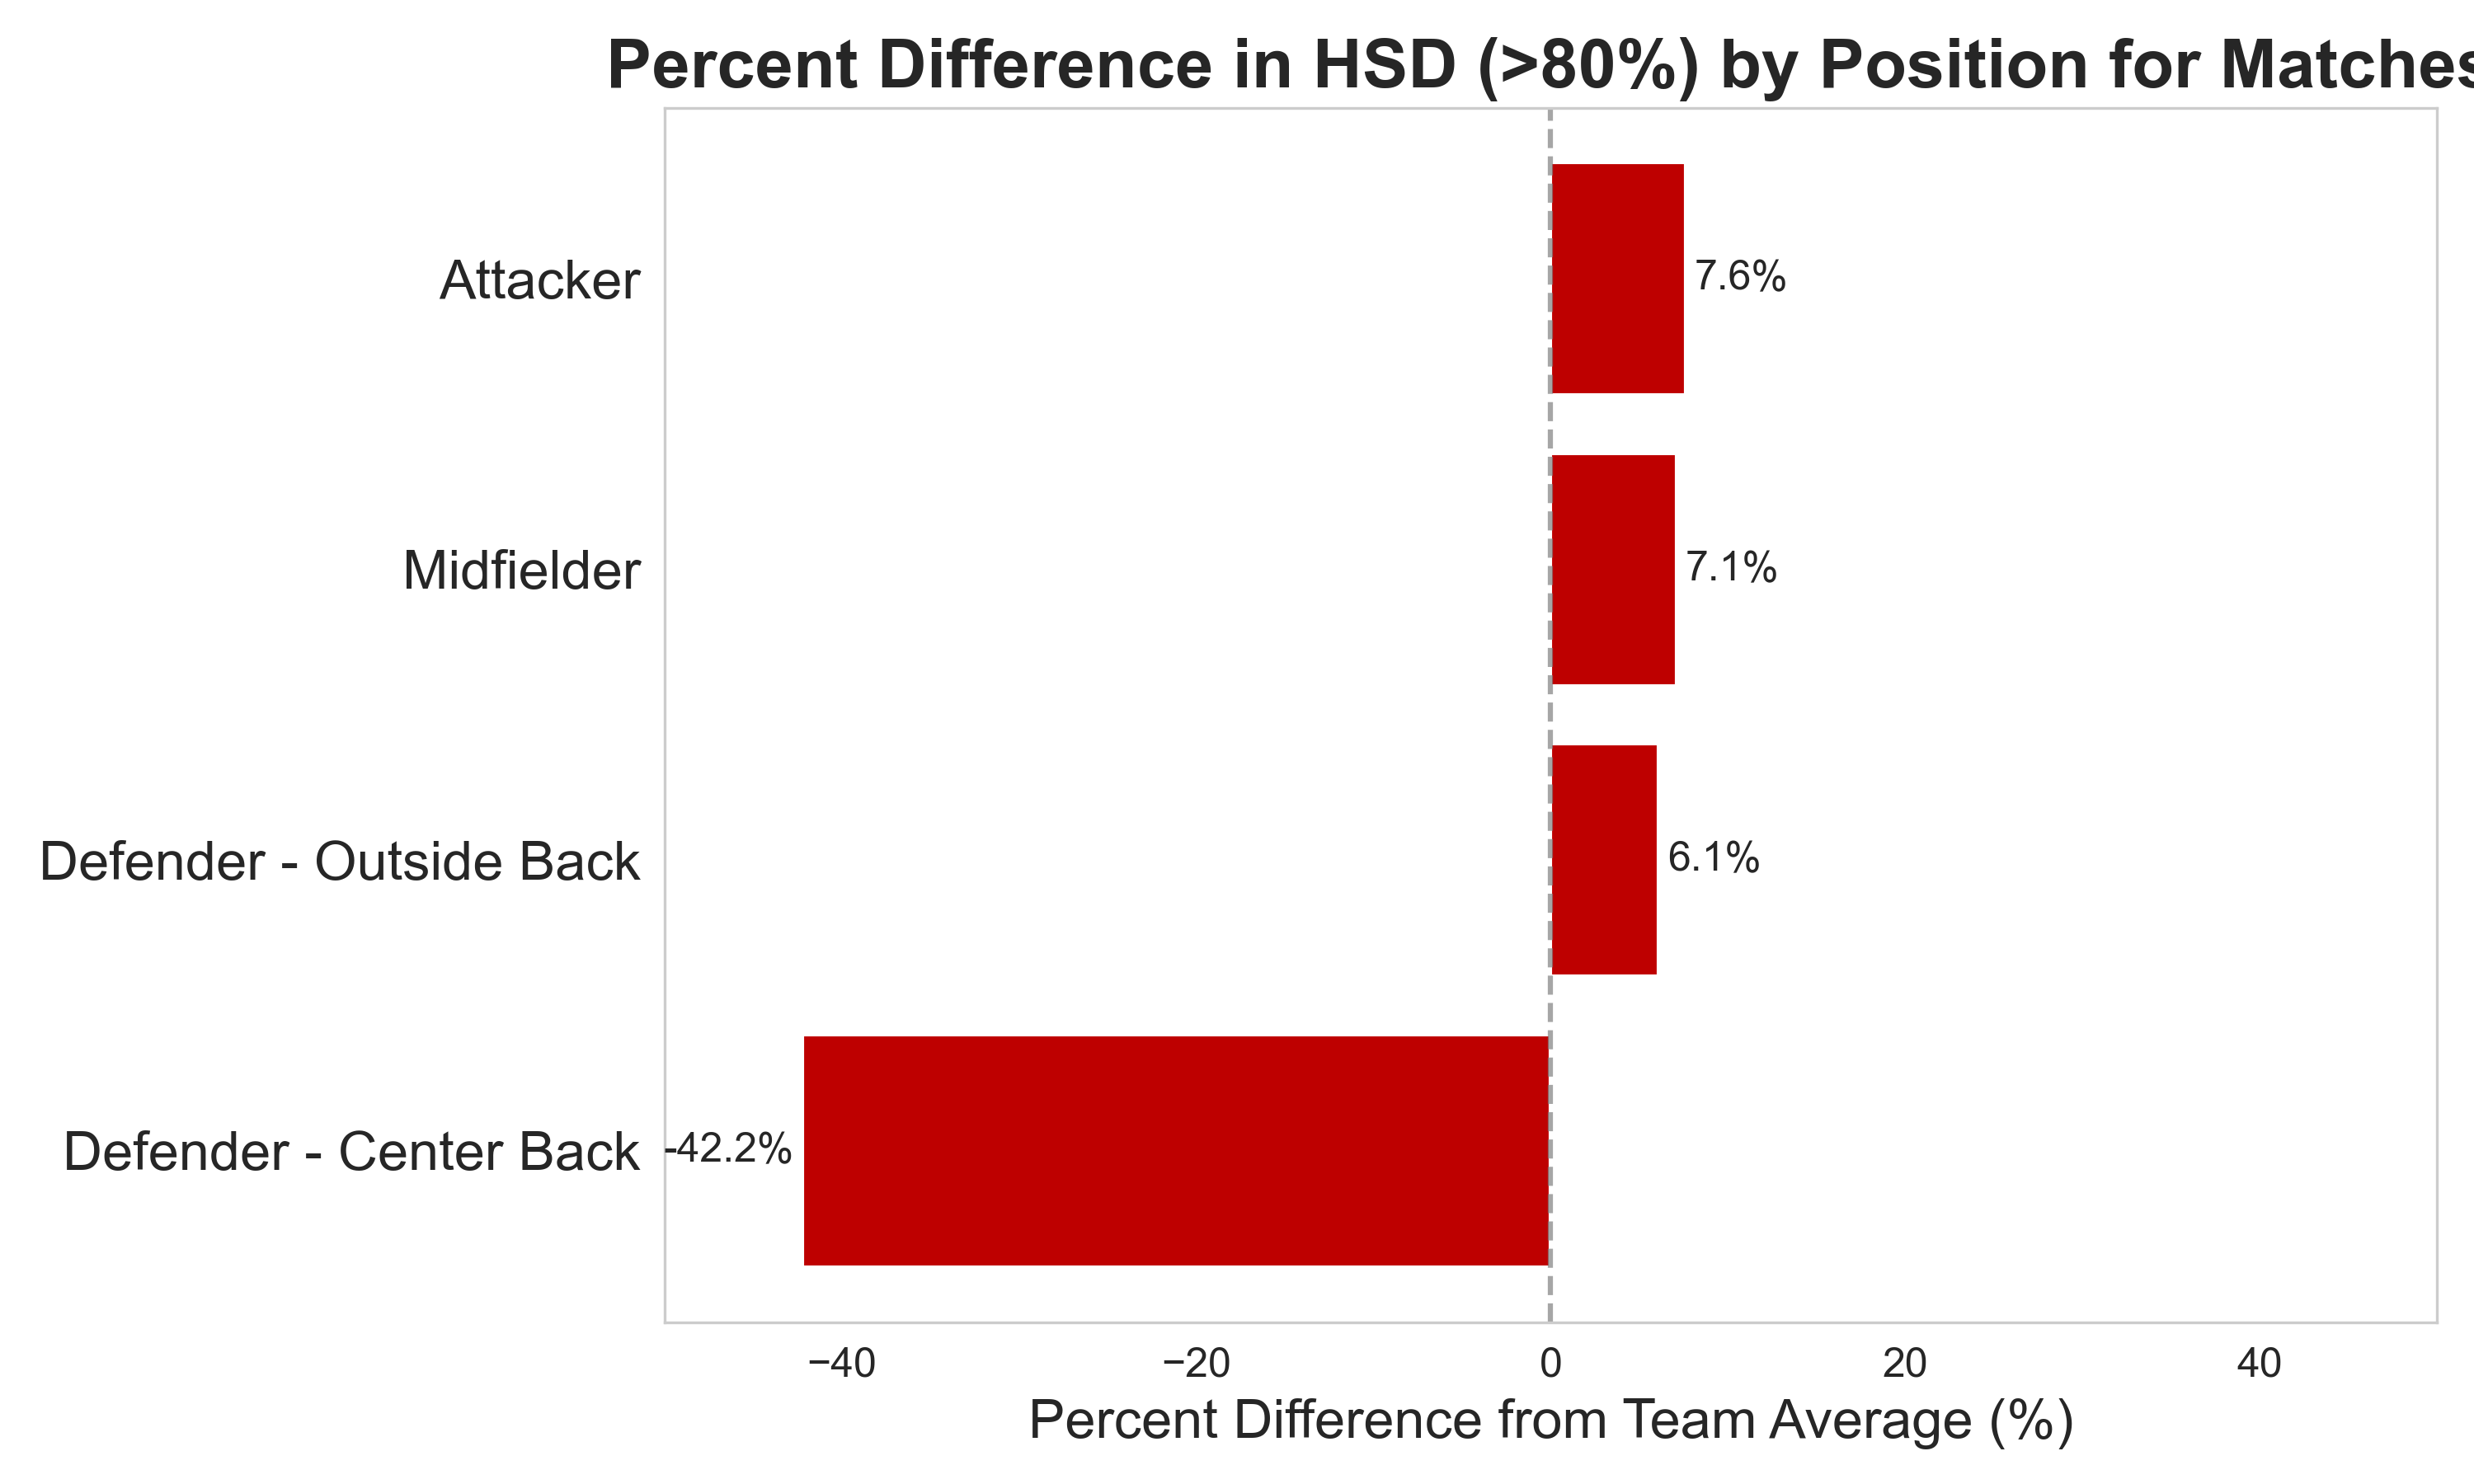 Percent Difference in HSD (>80%) by Position for Matches
Attacker
7.6%
Midfielder
7.1%
Defender - Outside Back
6.1%
Defender - Center Back
-42.2%
−40 −20 0 20 40
Percent Difference from Team Average (%)